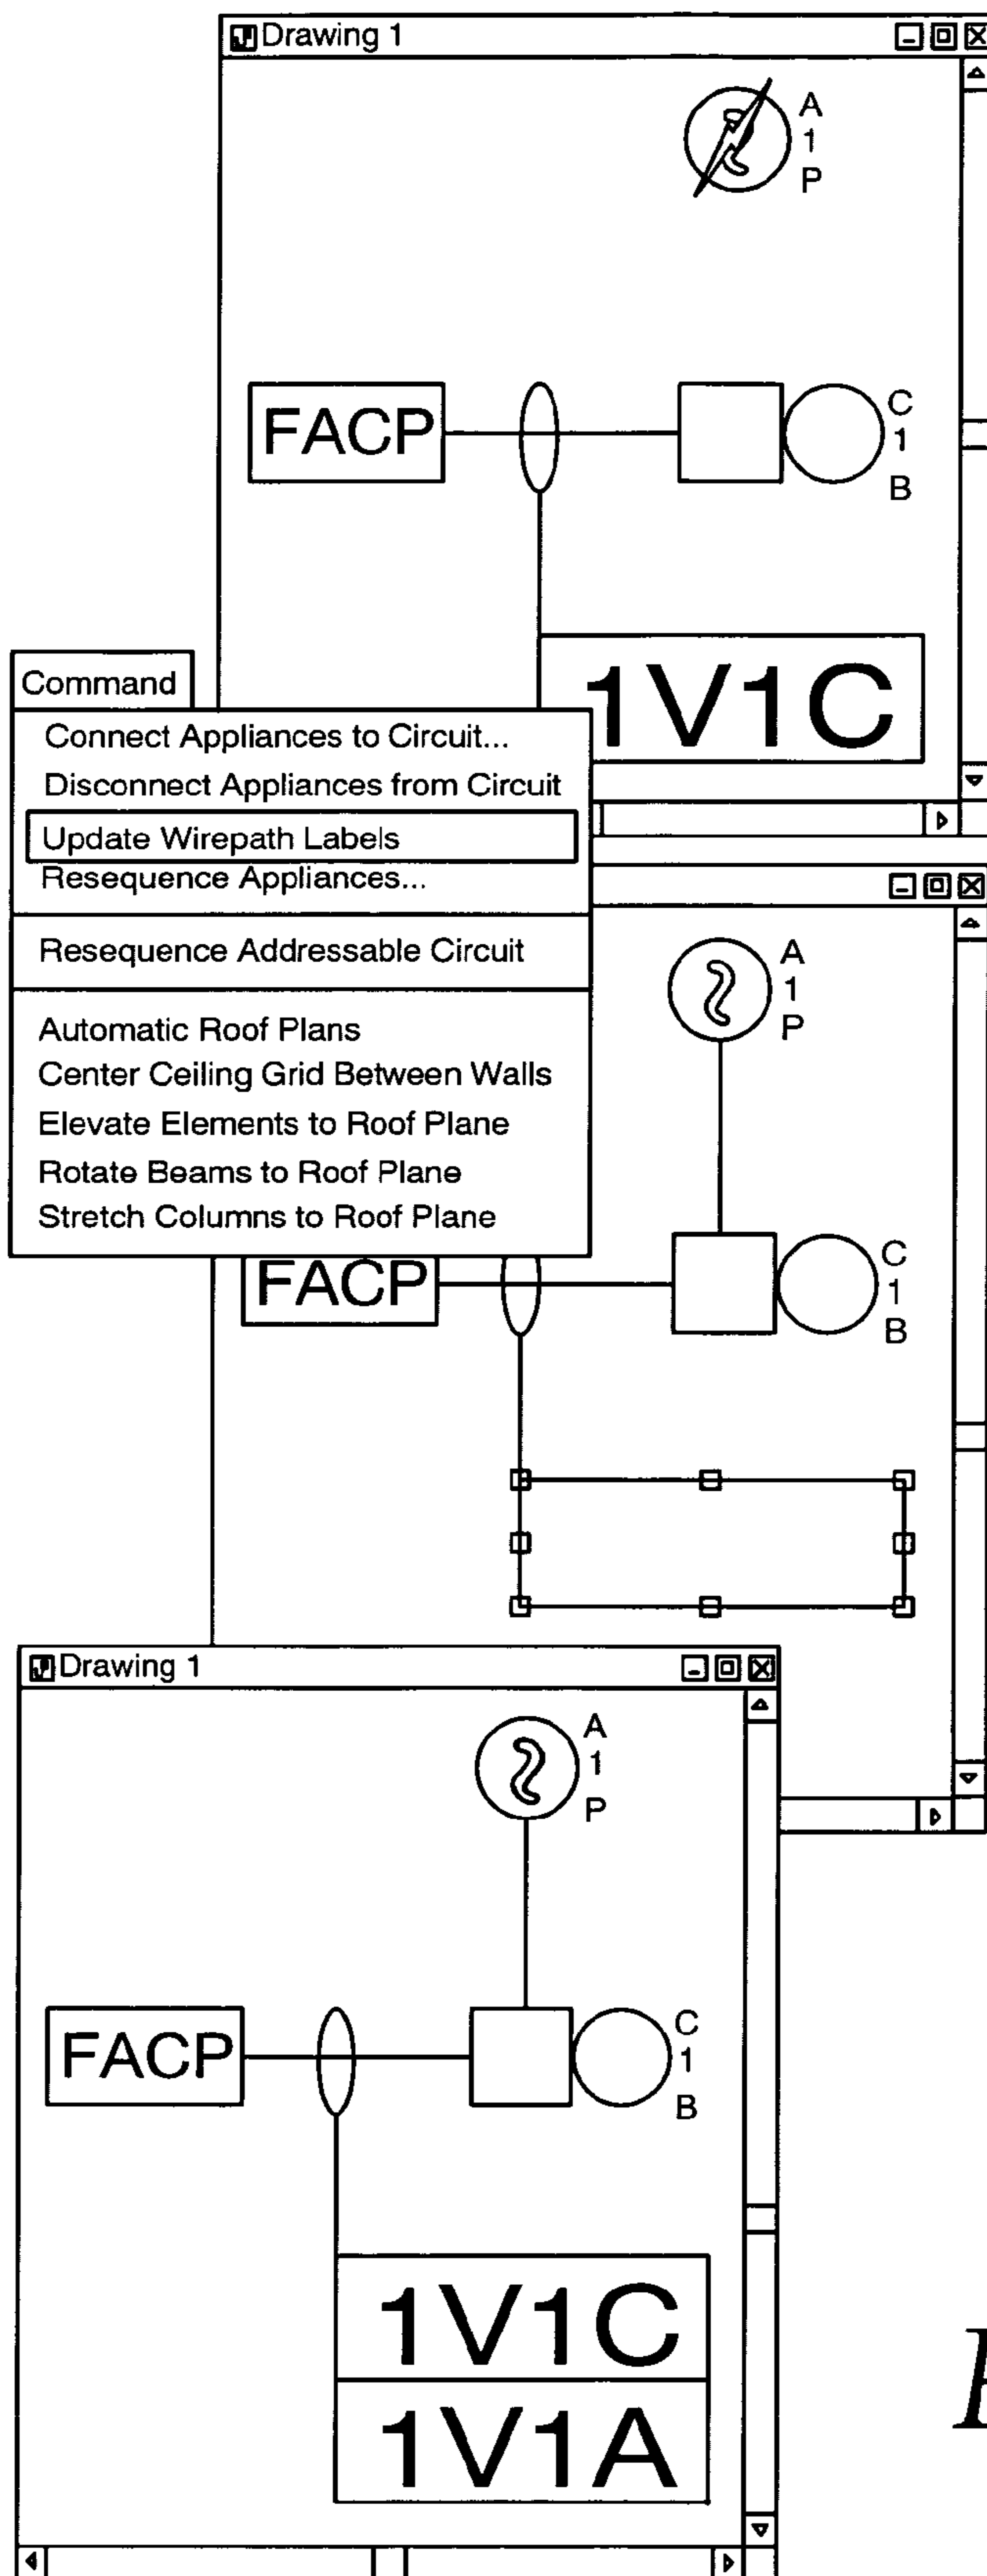 Drawing 1
A
1
P
FACP
C
1
B
1V1C
Command
Connect Appliances to Circuit...
Disconnect Appliances from Circuit
Update Wirepath Labels
Resequence Appliances...
Resequence Addressable Circuit
Automatic Roof Plans
Center Ceiling Grid Between Walls
Elevate Elements to Roof Plane
Rotate Beams to Roof Plane
Stretch Columns to Roof Plane
A
1
P
FACP
C
1
B
Drawing 1
A
1
P
FACP
C
1
B
1V1C
1V1A